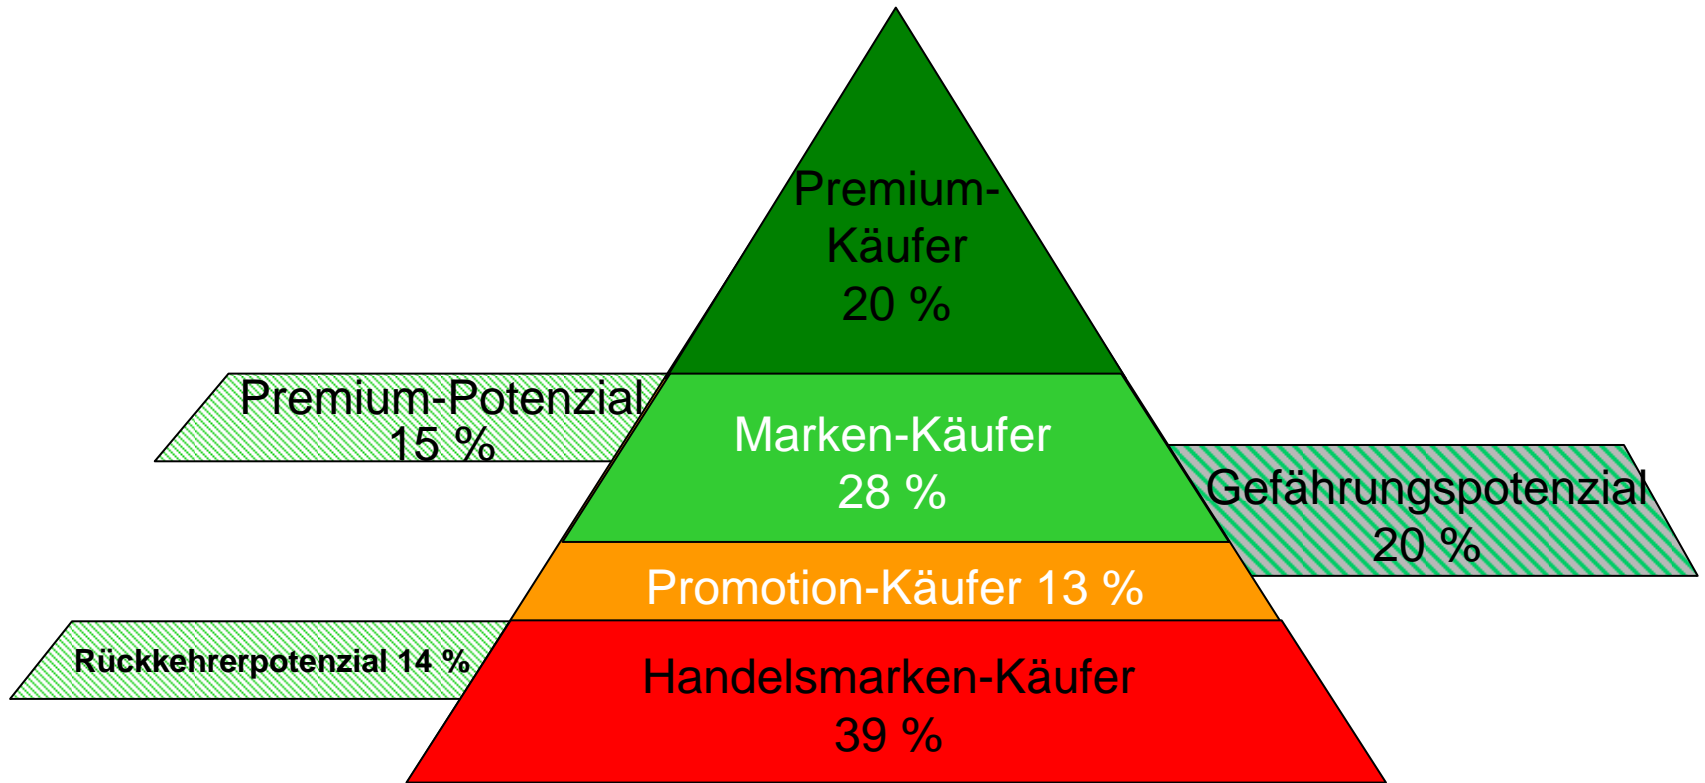 Premium-
Käufer
20 %
Premium-Potenzial
15 %
Marken-Käufer
28 %
Gefährungspotenzial
20 %
Promotion-Käufer 13 %
Rückkehrerpotenzial 14 %
Handelsmarken-Käufer
39 %